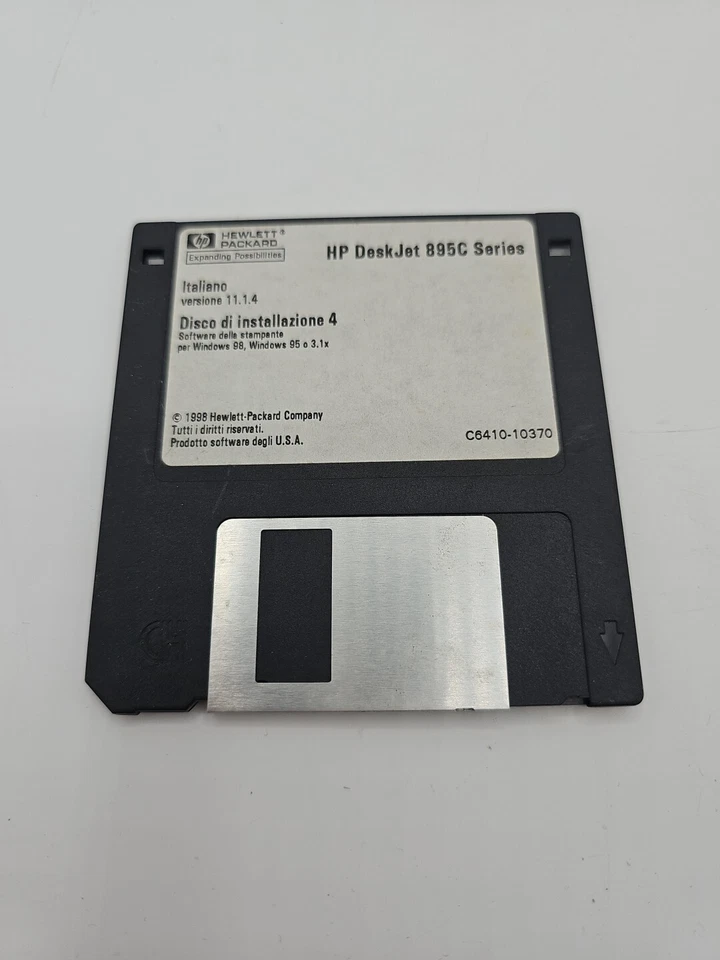 hp HEWLETT®
PACKARD
Expanding Possibilities
HP DeskJet 895C Series
Italiano
versione 11.1.4
Disco di installazione 4
Software della stampante
per Windows 98, Windows 95 o 3.1x
© 1998 Hewlett-Packard Company
Tutti i diritti riservati.
Prodotto software degli U.S.A.
C6410-10370